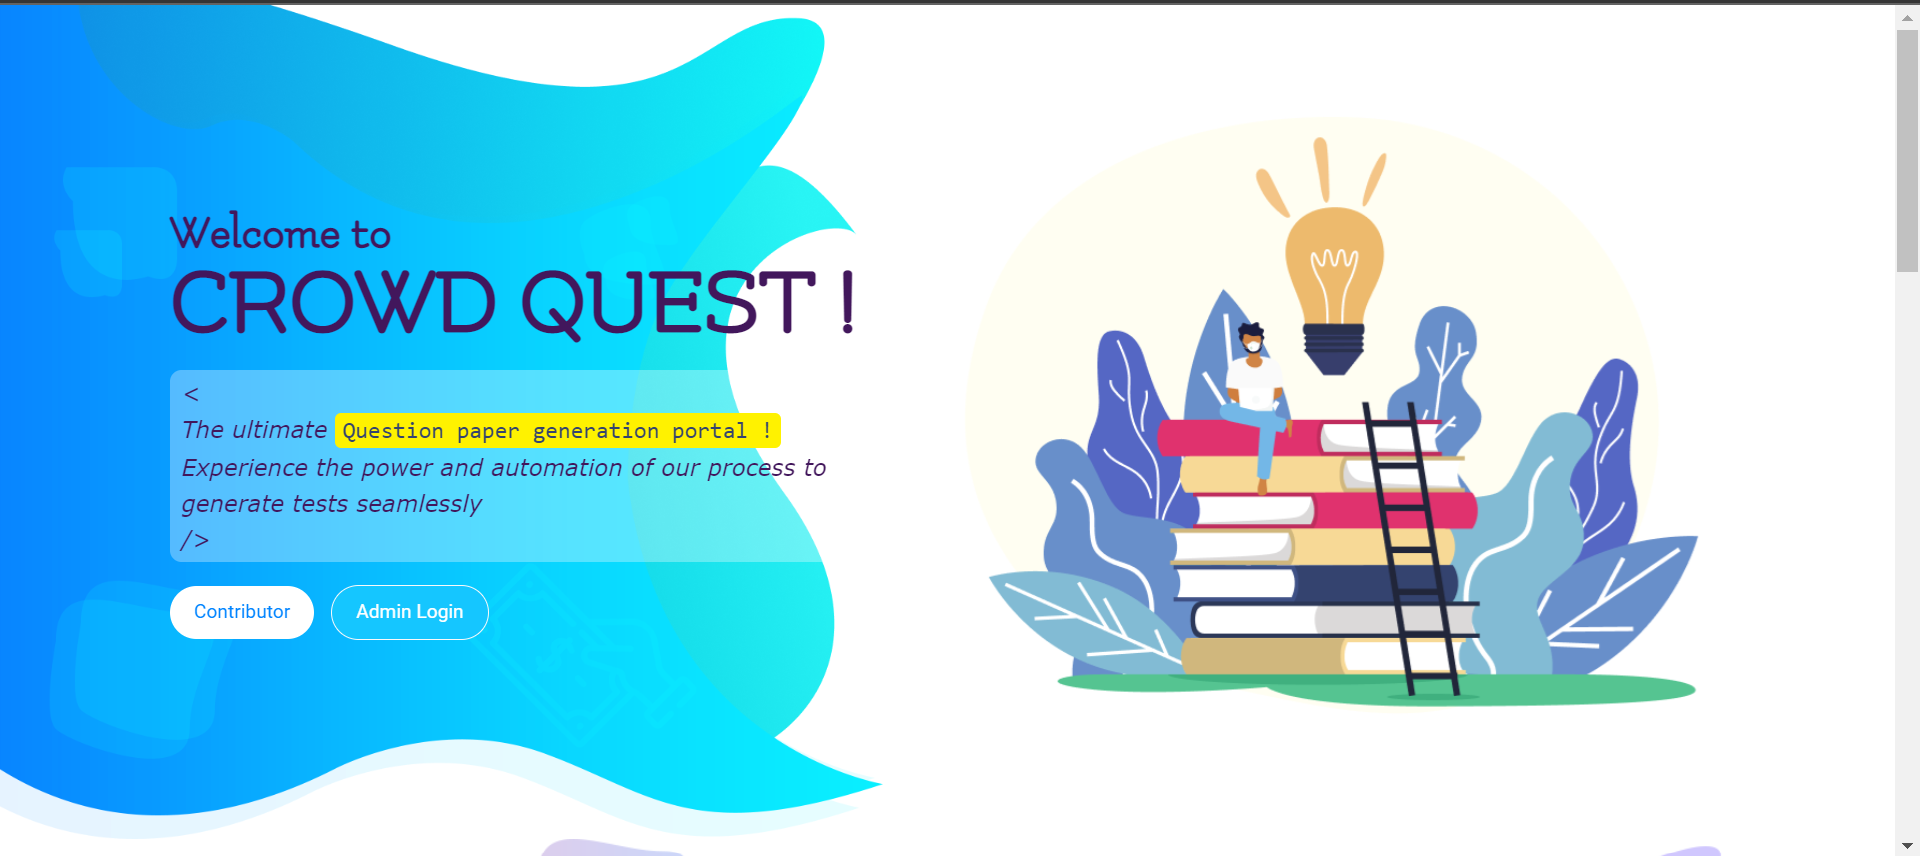 Welcome to
CROWD QUEST !
<
The ultimate Question paper generation portal !
Experience the power and automation of our process to
generate tests seamlessly
/>
Contributor Admin Login